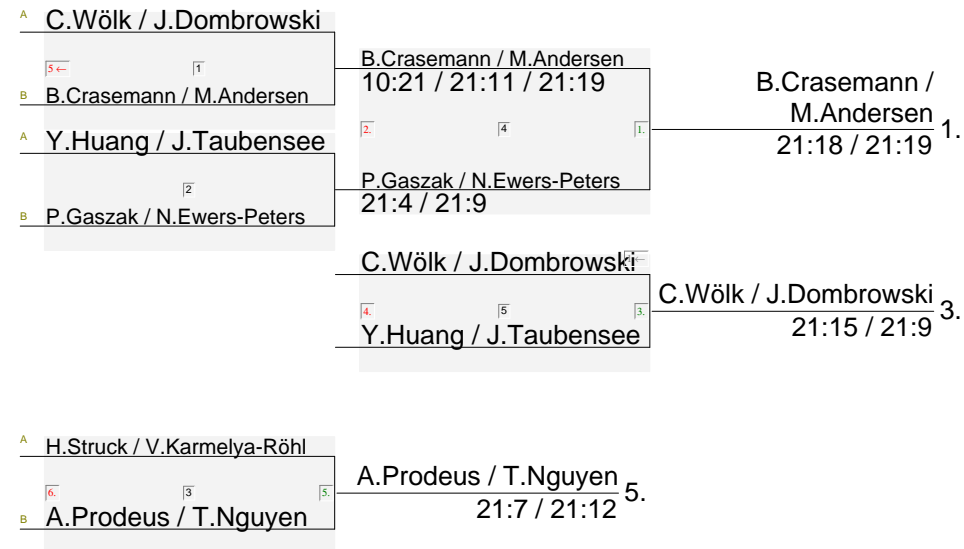 A C.Wölk / J.Dombrowski
5 ← 1
B B.Crasemann / M.Andersen
B.Crasemann / M.Andersen
10:21 / 21:11 / 21:19
A Y.Huang / J.Taubensee
2
B P.Gaszak / N.Ewers-Peters
2. 4 1.
P.Gaszak / N.Ewers-Peters
21:4 / 21:9
B.Crasemann /
M.Andersen
21:18 / 21:19
1.
C.Wölk / J.Dombrowski
4. 5 3.
Y.Huang / J.Taubensee
C.Wölk / J.Dombrowski
21:15 / 21:9
3.
A H.Struck / V.Karmelya-Röhl
6. 3 5.
B A.Prodeus / T.Nguyen
A.Prodeus / T.Nguyen
21:7 / 21:12
5.